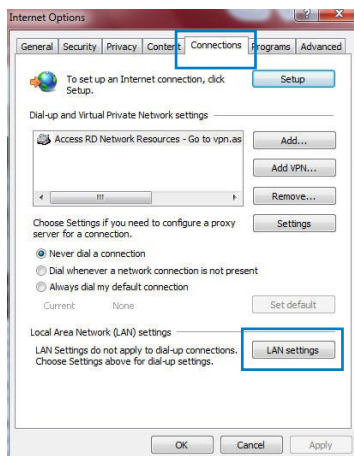 Internet Options
General Security Privacy Content Connections Programs Advanced
To set up an Internet connection, click Setup.
Setup
Dial-up and Virtual Private Network settings
Access RD Network Resources - Go to vpn.as
Add...
Add VPN...
Remove...
Choose Settings if you need to configure a proxy
server for a connection.
Settings
Never dial a connection
Dial whenever a network connection is not present
Always dial my default connection
Current None
Set default
Local Area Network (LAN) settings
LAN Settings do not apply to dial-up connections.
Choose Settings above for dial-up settings.
LAN settings
OK Cancel Apply